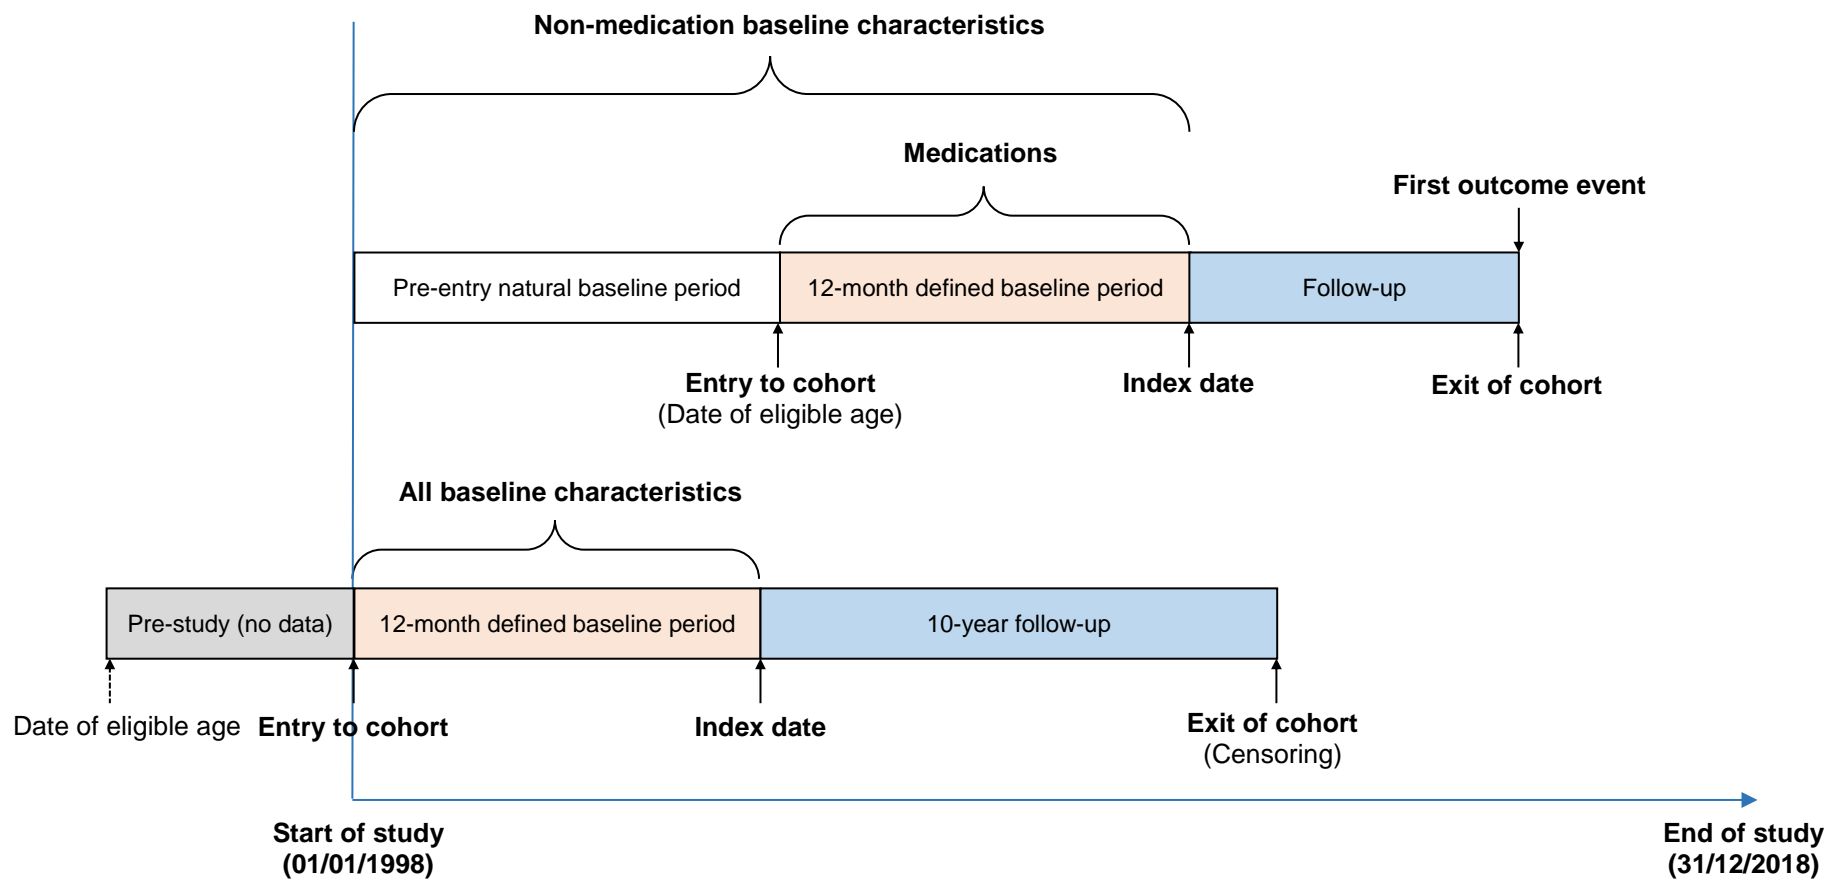 Non-medication baseline characteristics
Medications
First outcome event
Pre-entry natural baseline period
12-month defined baseline period
Follow-up
Entry to cohort
(Date of eligible age)
Index date
Exit of cohort
All baseline characteristics
Pre-study (no data)
12-month defined baseline period
10-year follow-up
Date of eligible age
Entry to cohort
Index date
Exit of cohort
(Censoring)
Start of study
(01/01/1998)
End of study
(31/12/2018)